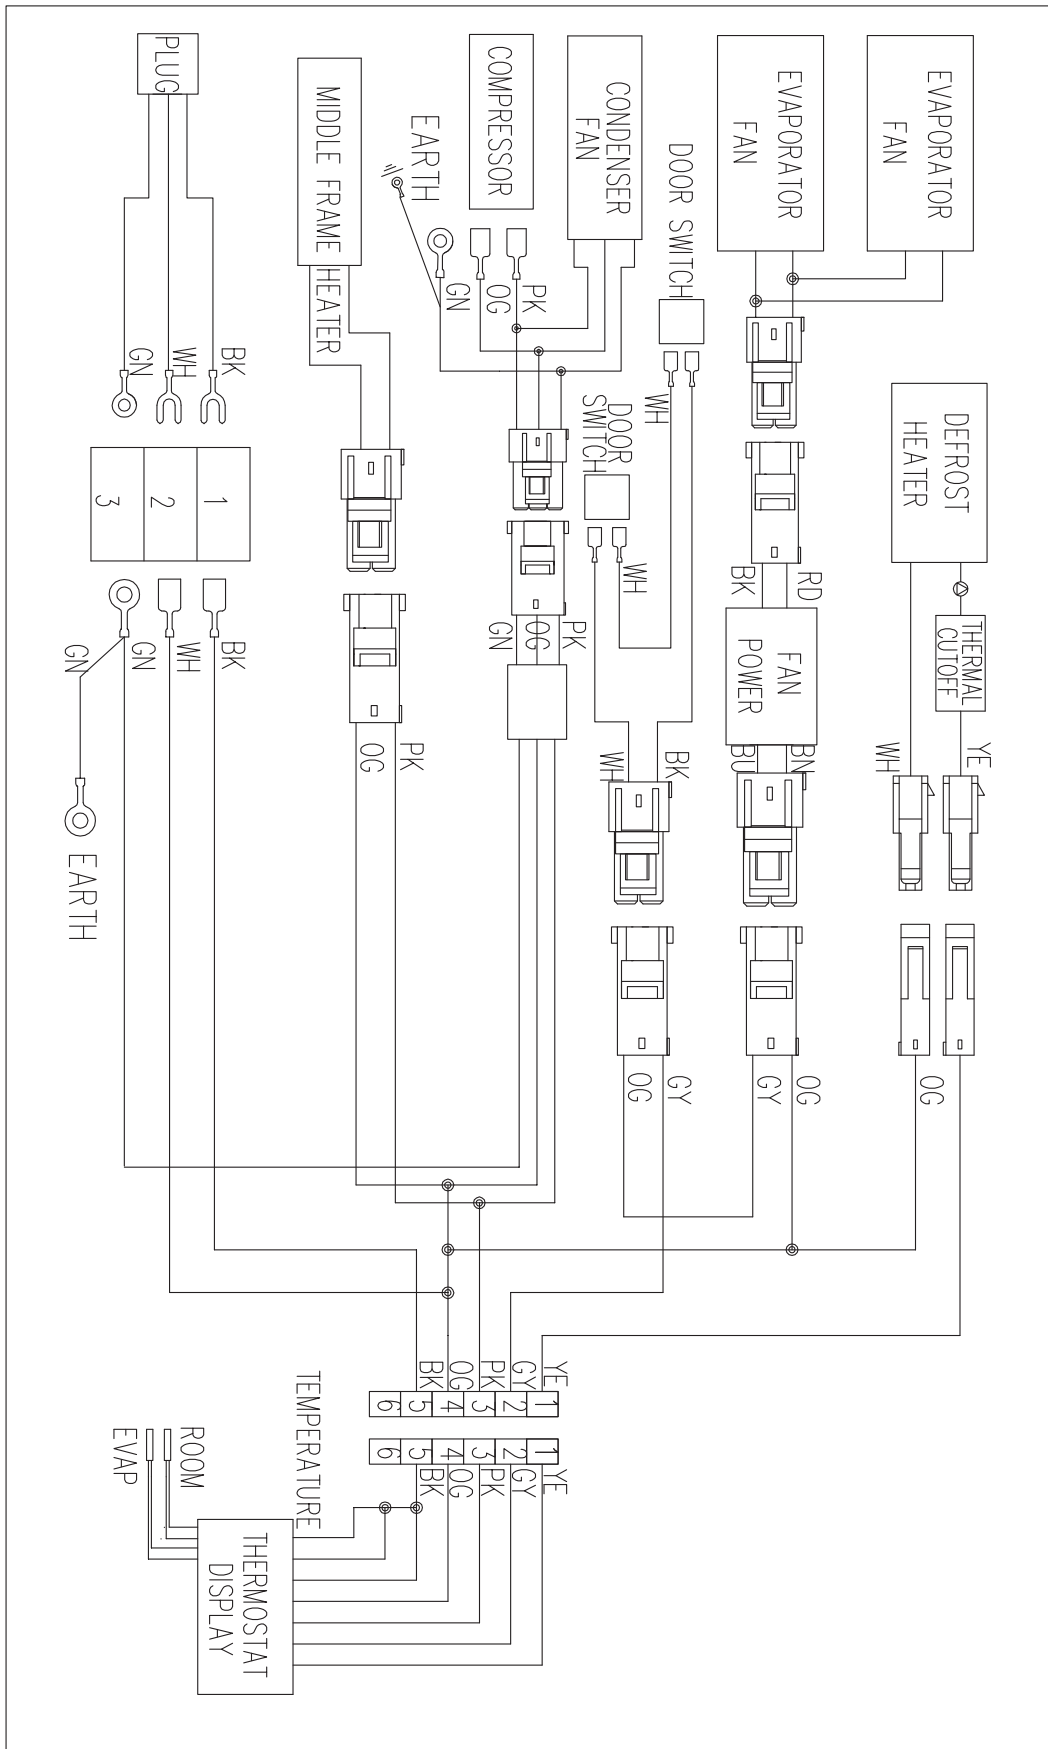 PLUG
GN
WH
BK
3
2
1
GN
GN
WH
BK
EARTH
MIDDLE FRAME HEATER
OG
PK
EARTH
COMPRESSOR
CONDENSER
FAN
GN
OG
PK
GN
OG
PK
DOOR SWITCH
WH
DOOR
SWITCH
WH
WH
BK
OG
GY
EVAPORATOR
FAN
EVAPORATOR
FAN
BK
RD
FAN
POWER
BU
BN
GY
OG
DEFROST
HEATER
THERMAL
CUTOFF
WH
YE
OG
BK
OG
PK
GY
YE
6 5 4 3 2 1
6 5 4 3 2 1
BK
OG
PK
GY
YE
TEMPERATURE
ROOM
EVAP
THERMOSTAT
DISPLAY